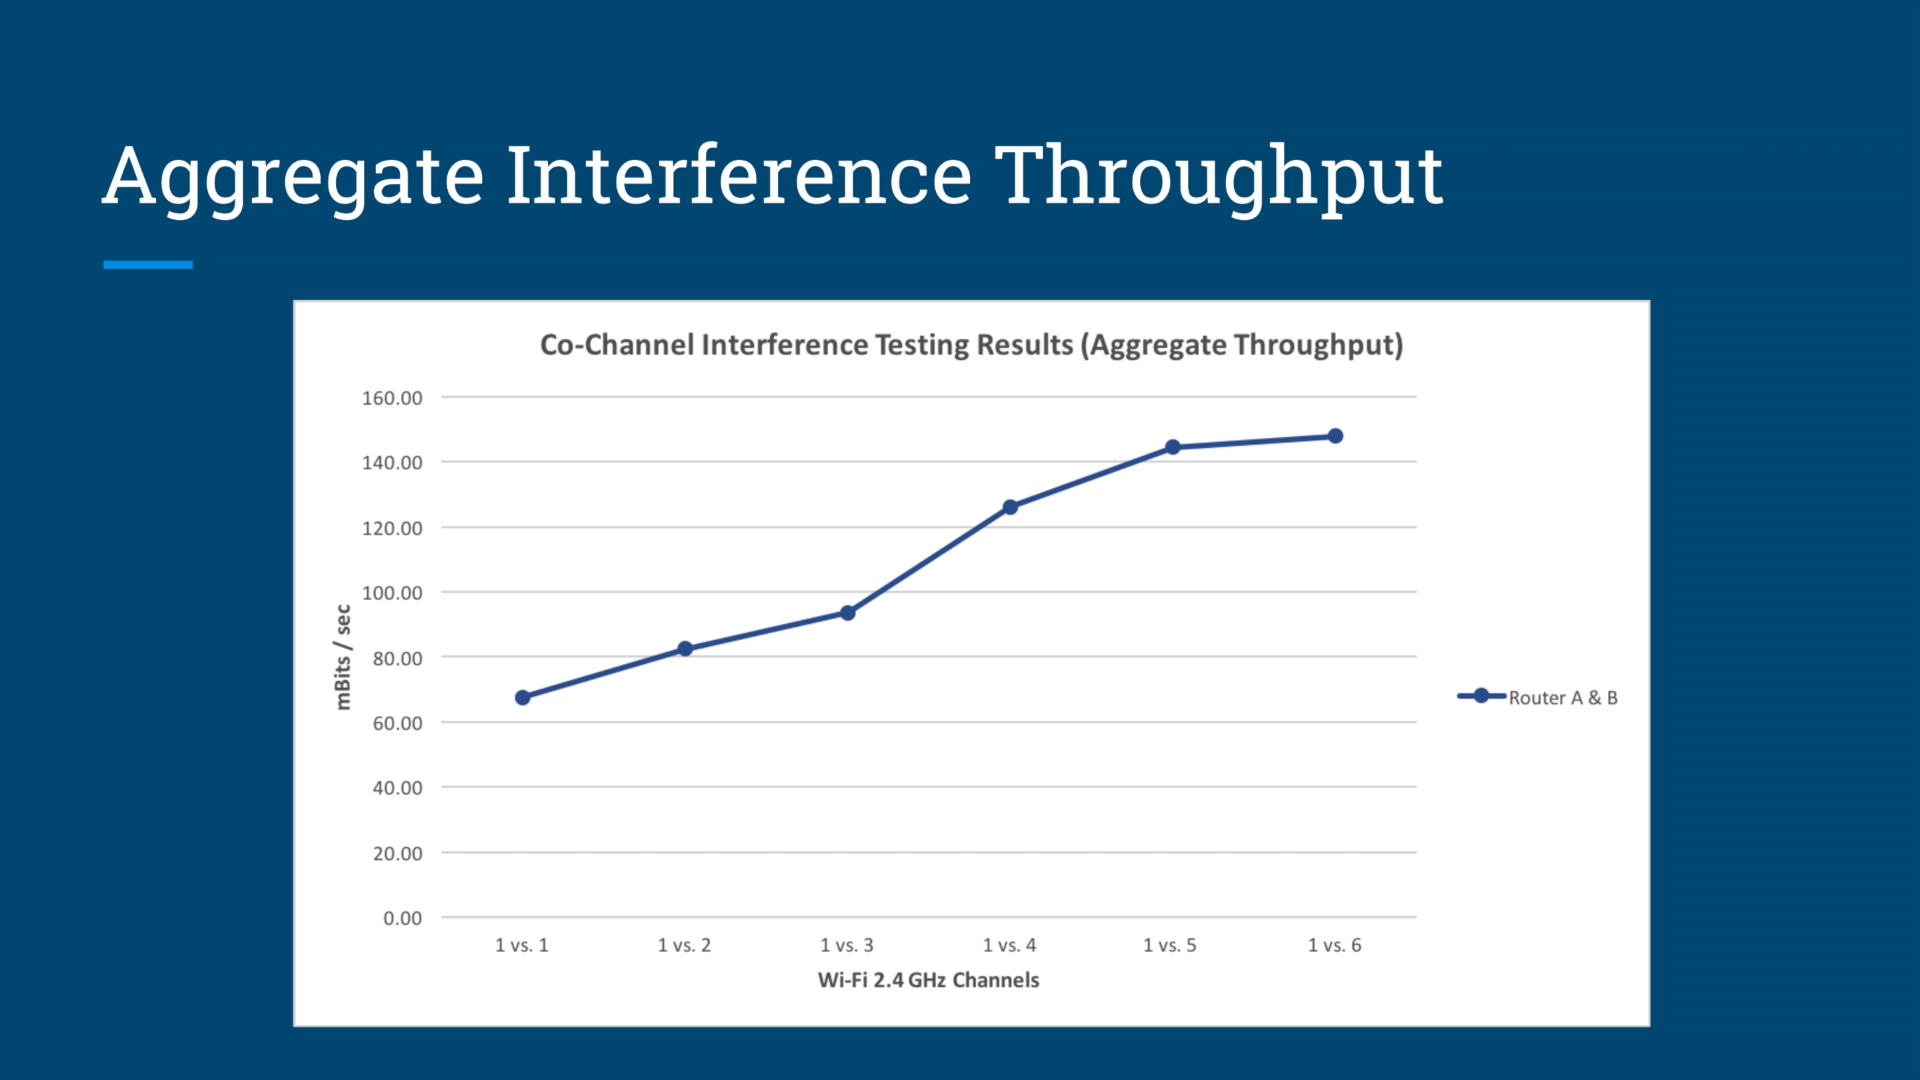 Aggregate Interference Throughput
Co-Channel Interference Testing Results (Aggregate Throughput)
160.00
140.00
120.00
100.00
80.00
60.00
40.00
20.00
0.00
mBits / sec
1 vs. 1
1 vs. 2
1 vs. 3
1 vs. 4
1 vs. 5
1 vs. 6
Wi-Fi 2.4 GHz Channels
Router A & B